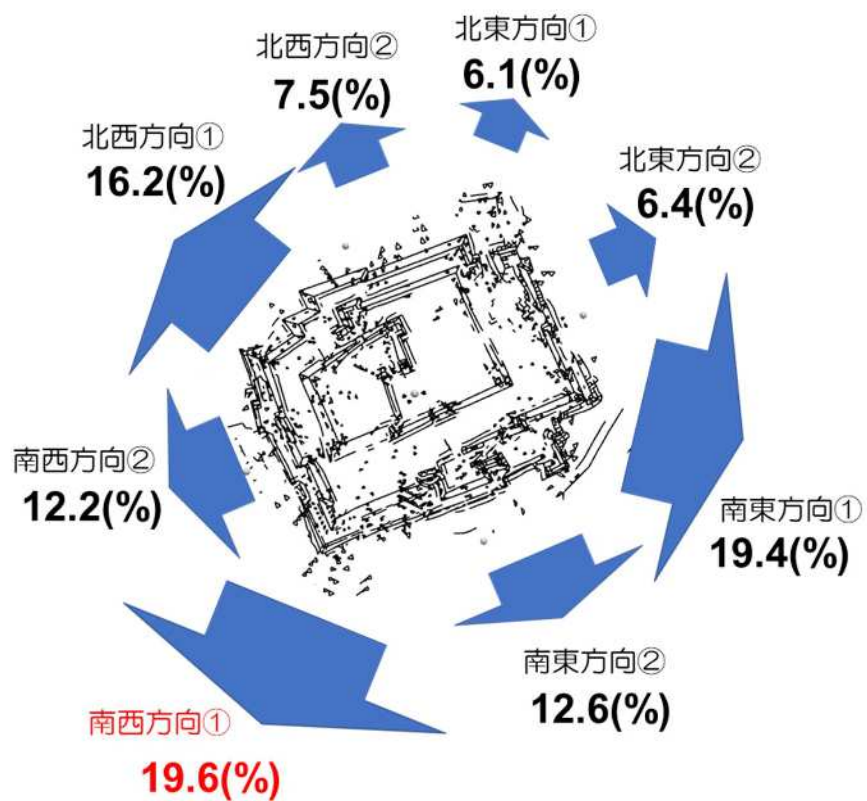 北東方向①
6.1(%)
北西方向②
7.5(%)
北西方向①
16.2(%)
北東方向②
6.4(%)
南西方向②
12.2(%)
南東方向①
19.4(%)
南東方向②
12.6(%)
南西方向①
19.6(%)